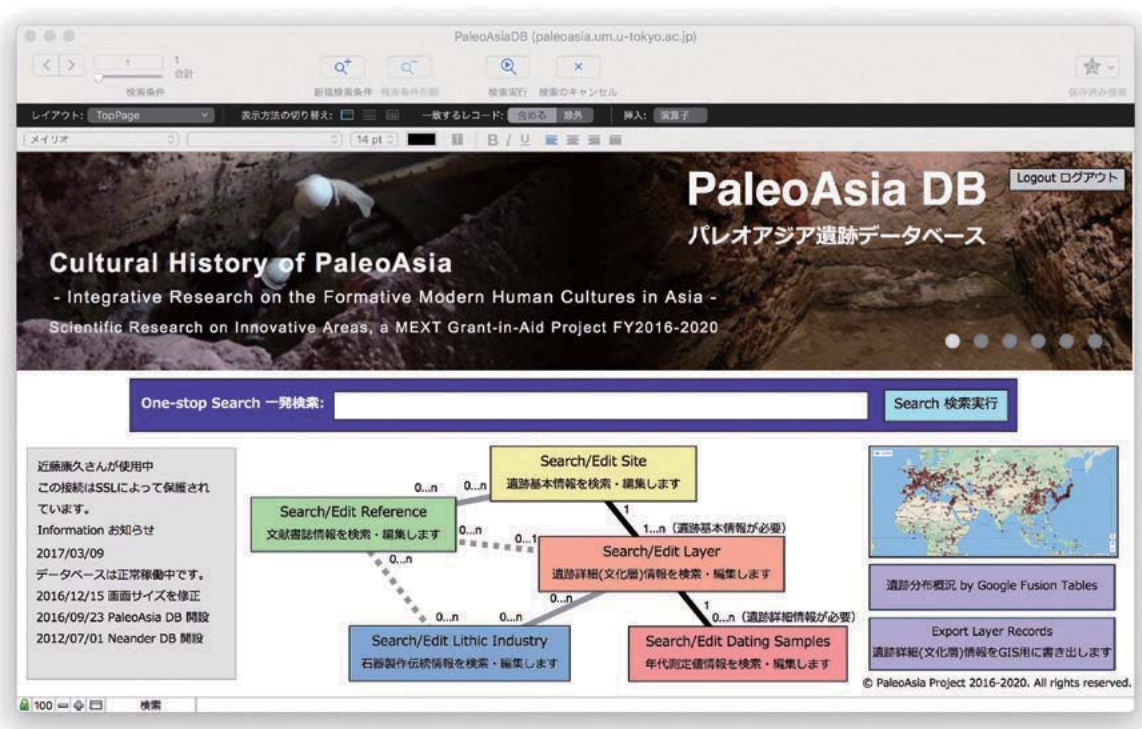 PaleoAsiaDB (paleoasia.um.u-tokyo.ac.jp)
1
1
合計
検索条件
新規検索条件 検索条件を削除
検索実行 検索のキャンセル
保存済み検索
レイアウト: TopPage
表示方法の切り替え:
一致するレコード: 含める 除外
挿入: 演算子
メイリオ
14 pt
B I U
PaleoAsia DB
Logout ログアウト
パレオアジア遺跡データベース
Cultural History of PaleoAsia
- Integrative Research on the Formative Modern Human Cultures in Asia -
Scientific Research on Innovative Areas, a MEXT Grant-in-Aid Project FY2016-2020
One-stop Search 一発検索:
Search 検索実行
近藤康久さんが使用中
この接続はSSLによって保護され
ています。
Information お知らせ
2017/03/09
データベースは正常稼働中です。
2016/12/15 画面サイズを修正
2016/09/23 PaleoAsia DB 開設
2012/07/01 Neander DB 開設
Search/Edit Site
遺跡基本情報を検索・編集します
0...n
0...n
Search/Edit Reference
文献書誌情報を検索・編集します
1
1...n (遺跡基本情報が必要)
0...n
0...1
Search/Edit Layer
遺跡詳細(文化層)情報を検索・編集します
0...n
1
0...n
0...n
0...n (遺跡詳細情報が必要)
Search/Edit Lithic Industry
石器製作伝統情報を検索・編集します
Search/Edit Dating Samples
年代測定値情報を検索・編集します
遺跡分布概況 by Google Fusion Tables
Export Layer Records
遺跡詳細(文化層)情報をGIS用に書き出します
© PaleoAsia Project 2016-2020. All rights reserved.
100
検索